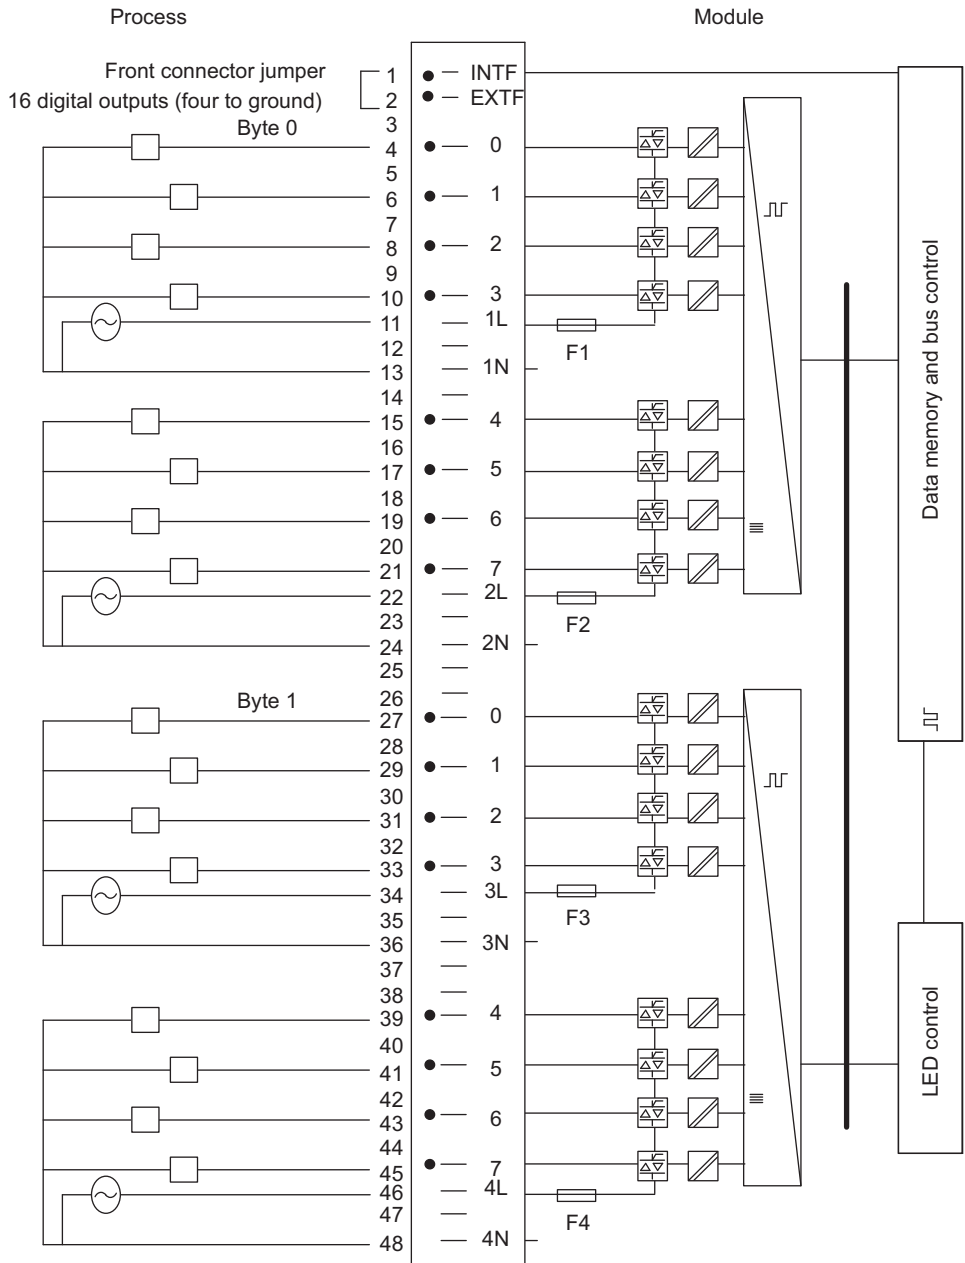 Process Module
Front connector jumper 1 INTF
16 digital outputs (four to ground) 2 EXTF
Byte 0 3
4 0
5
6 1
7
8 2
9
10 3
11 1L
F1
12
13 1N
14
15 4
16
17 5
18
19 6
20
21 7
22 2L
F2
23
24 2N
25
26
Byte 1
27 0
28
29 1
30
31 2
32
33 3
34 3L
F3
35
36 3N
37
38
39 4
40
41 5
42
43 6
44
45 7
46 4L
F4
47
48 4N
Data memory and bus control
LED control